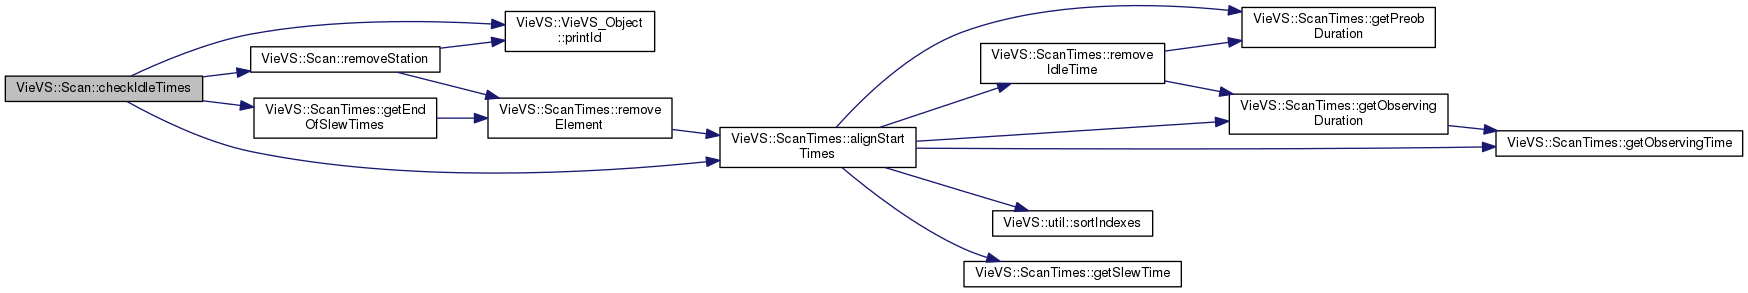 VieVS::Scan::checkIdleTimes
VieVS::VieVS_Object
::printId
VieVS::Scan::removeStation
VieVS::ScanTimes::getEnd
OfSlewTimes
VieVS::ScanTimes::remove
Element
VieVS::ScanTimes::alignStart
Times
VieVS::ScanTimes::getPreob
Duration
VieVS::ScanTimes::remove
IdleTime
VieVS::ScanTimes::getObserving
Duration
VieVS::ScanTimes::getObservingTime
VieVS::util::sortIndexes
VieVS::ScanTimes::getSlewTime